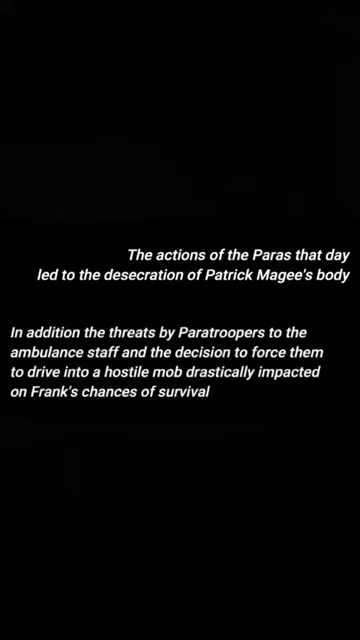 The actions of the Paras that day
led to the desecration of Patrick Magee's body
In addition the threats by Paratroopers to the
ambulance staff and the decision to force them
to drive into a hostile mob drastically impacted
on Frank's chances of survival